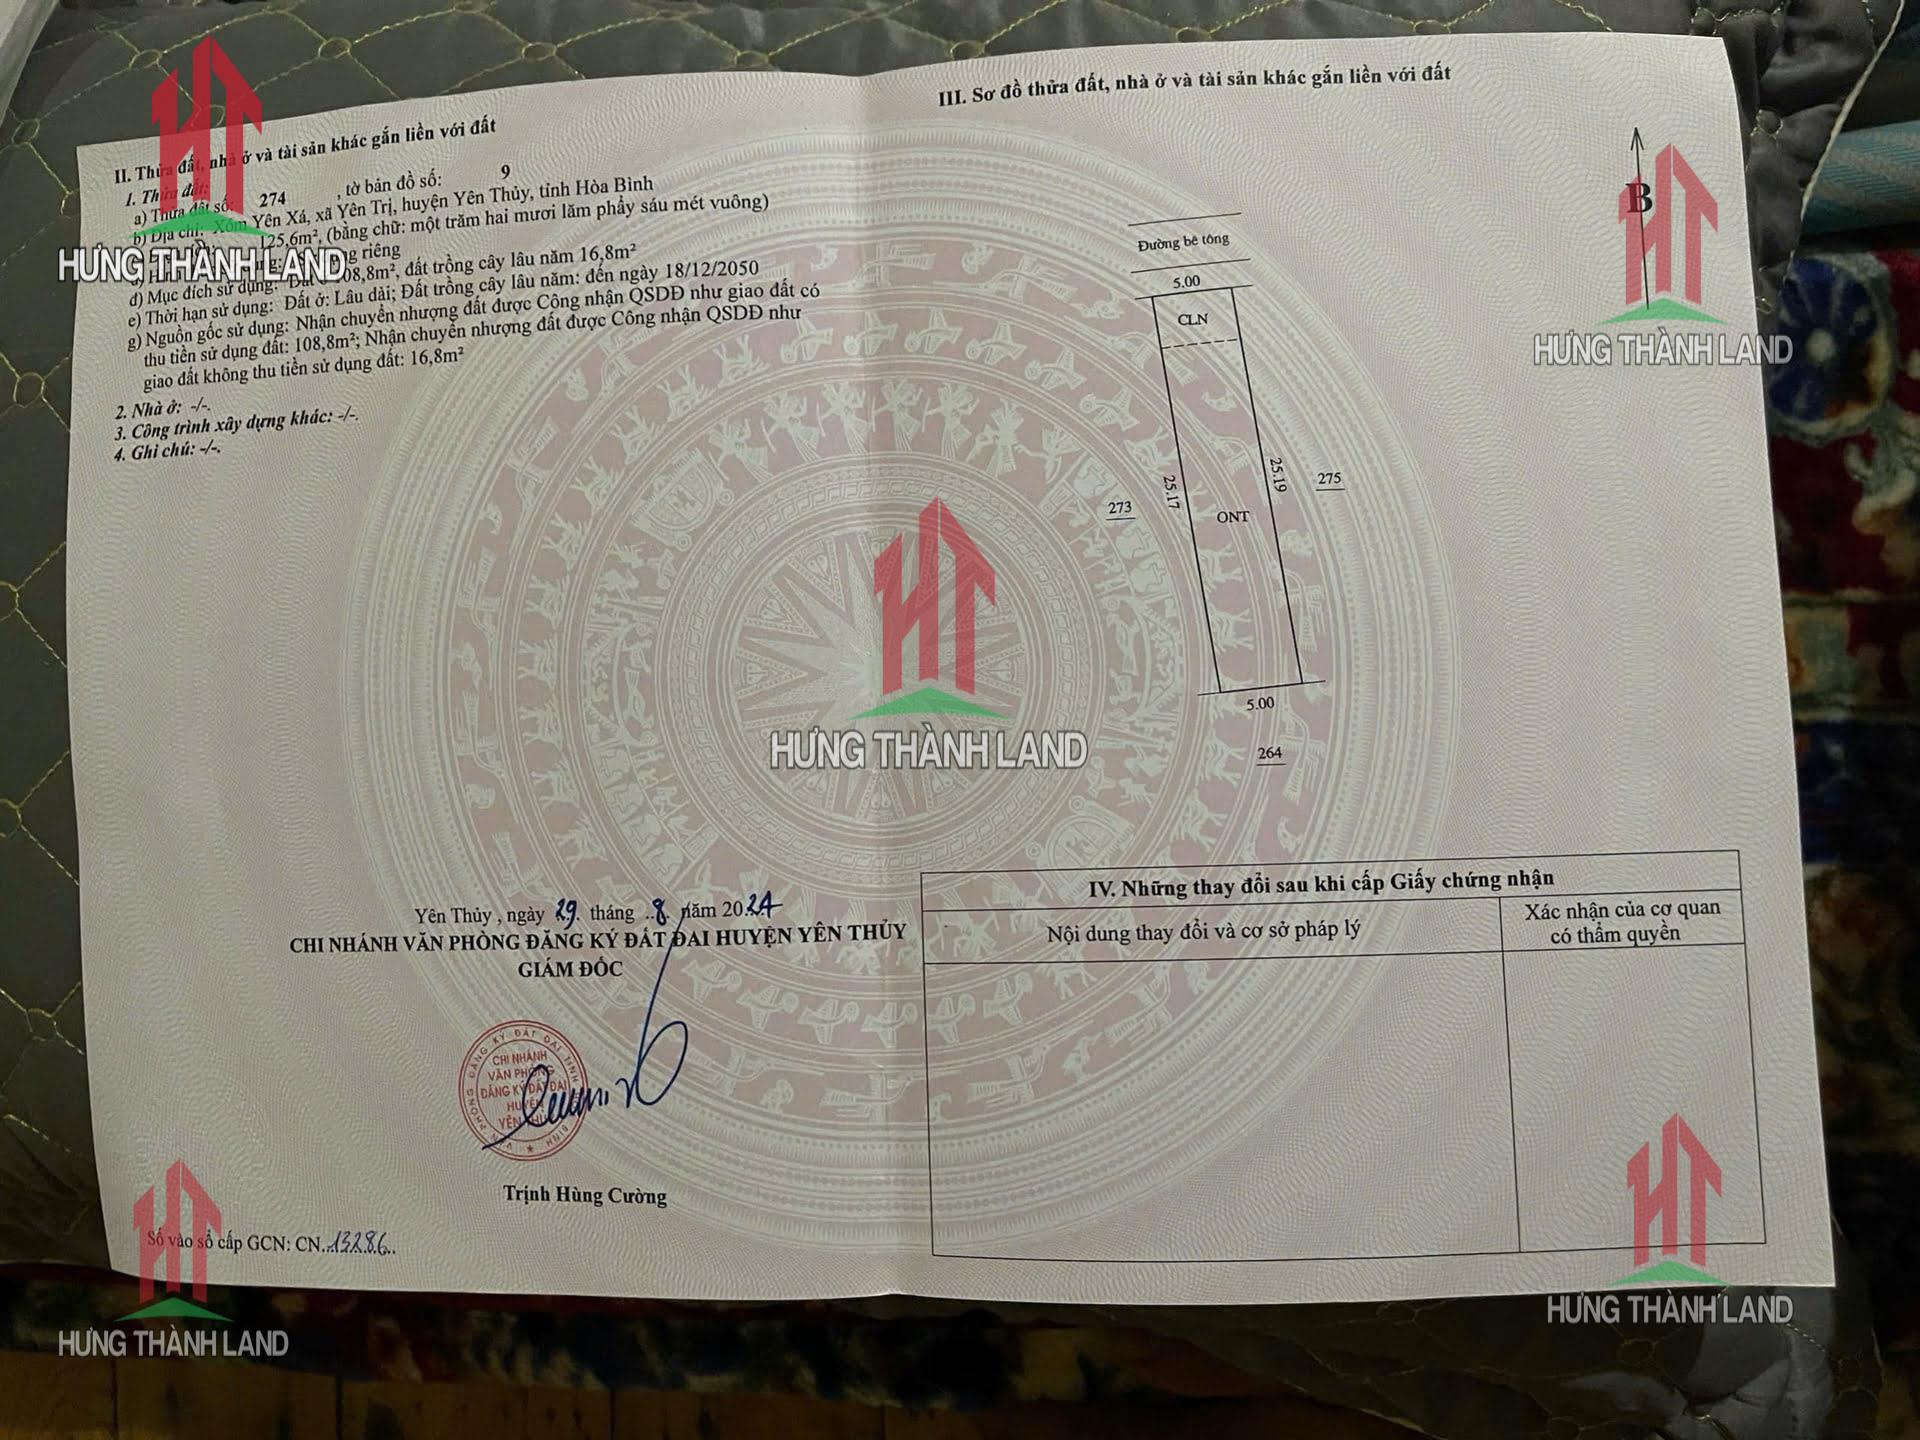 II. Thửa đất, nhà ở và tài sản khác gắn liền với đất
1. Thửa đất:
a) Thửa đất số: 274 , tờ bản đồ số: 9
b) Địa chỉ: Xóm Yên Xá, xã Yên Trị, huyện Yên Thủy, tỉnh Hòa Bình
125,6m², (bằng chữ: một trăm hai mươi lăm phẩy sáu mét vuông)
riêng
đ) Mục đích sử dụng: Đất ở 108,8m², đất trồng cây lâu năm 16,8m²
e) Thời hạn sử dụng: Đất ở: Lâu dài; Đất trồng cây lâu năm: đến ngày 18/12/2050
g) Nguồn gốc sử dụng: Nhận chuyển nhượng đất được Công nhận QSDĐ như giao đất có
thu tiền sử dụng đất: 108,8m²; Nhận chuyển nhượng đất được Công nhận QSDĐ như
giao đất không thu tiền sử dụng đất: 16,8m²
2. Nhà ở: -/-.
3. Công trình xây dựng khác: -/-.
4. Ghi chú: -/-.
Yên Thủy , ngày 29. tháng ..8. năm 2024
CHI NHÁNH VĂN PHÒNG ĐĂNG KÝ ĐẤT ĐAI HUYỆN YÊN THỦY
GIÁM ĐỐC
CHI NHÁNH
VĂN PHÒNG
ĐĂNG KÝ ĐẤT ĐAI
HUYỆN
YÊN THỦY
Trịnh Hùng Cường
Số vào sổ cấp GCN: CN..13286..
III. Sơ đồ thửa đất, nhà ở và tài sản khác gắn liền với đất
B
Đường bê tông
5.00
CLN
25.17
25.19
273
275
ONT
5.00
264
IV. Những thay đổi sau khi cấp Giấy chứng nhận
Nội dung thay đổi và cơ sở pháp lý
Xác nhận của cơ quan
có thẩm quyền
HƯNG THÀNH LAND
HƯNG THÀNH LAND
HƯNG THÀNH LAND
HƯNG THÀNH LAND
HƯNG THÀNH LAND